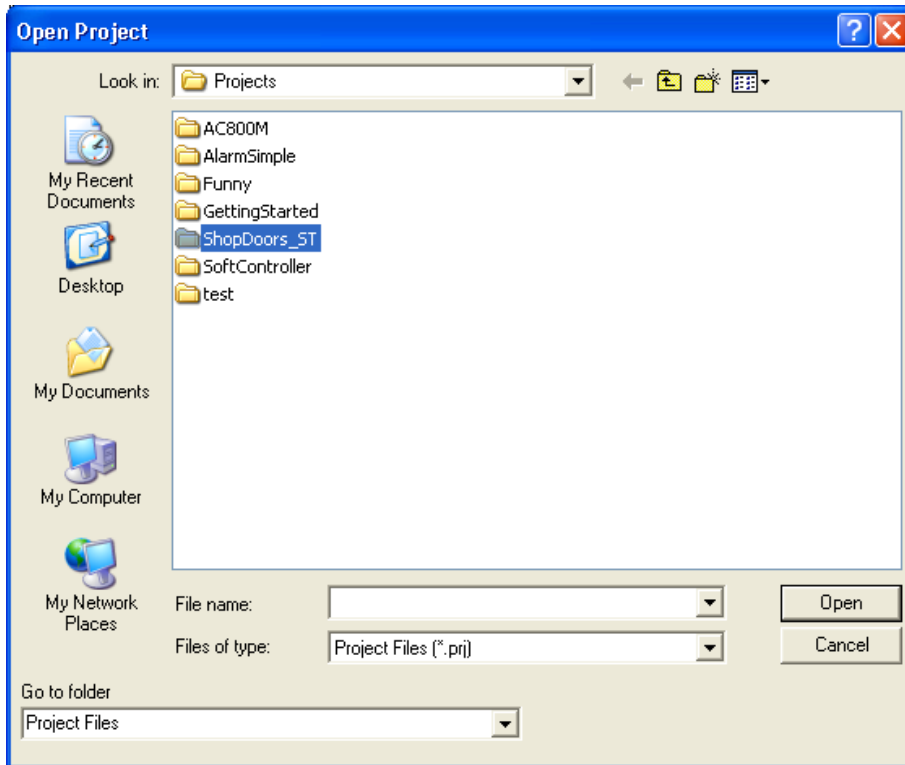 Open Project
Look in: Projects
My Recent
Documents
Desktop
My Documents
My Computer
My Network
Places
AC800M
AlarmSimple
Funny
GettingStarted
ShopDoors_ST
SoftController
test
File name:
Open
Files of type: Project Files (*.prj)
Cancel
Go to folder
Project Files